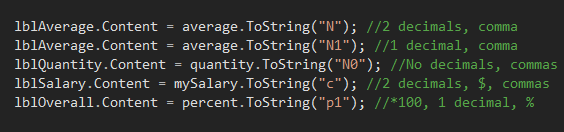 lblAverage.Content = average.ToString("N"); //2 decimals, comma
lblAverage.Content = average.ToString("N1"); //1 decimal, comma
lblQuantity.Content = quantity.ToString("N0"); //No decimals, commas
lblSalary.Content = mySalary.ToString("c"); //2 decimals, $, commas
lblOverall.Content = percent.ToString("p1"); //*100, 1 decimal, %